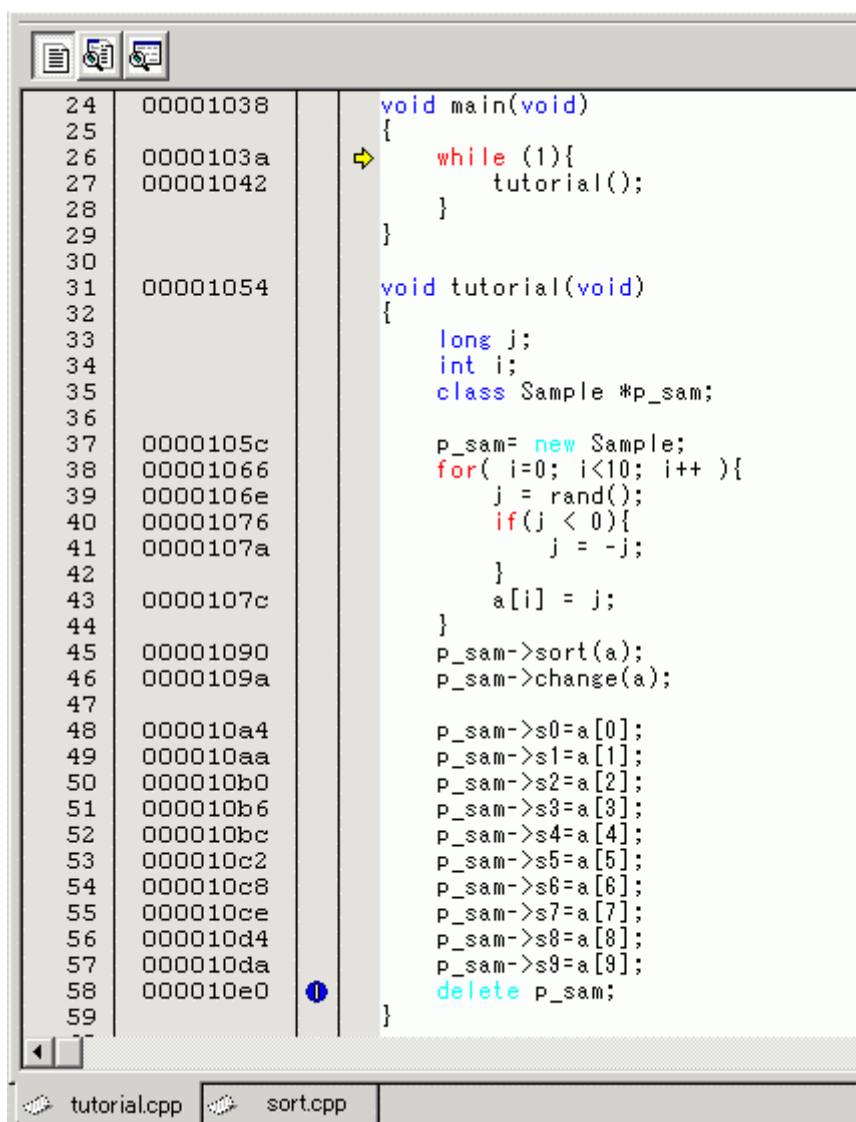 24 00001038 void main(void)
25 {
26 0000103a while (1){
27 00001042 tutorial();
28 }
29 }
30
31 00001054 void tutorial(void)
32 {
33 long j;
34 int i;
35 class Sample *p_sam;
36
37 0000105c p_sam= new Sample;
38 00001066 for( i=0; i<10; i++ ){
39 0000106e j = rand();
40 00001076 if(j < 0){
41 0000107a j = -j;
42 }
43 0000107c a[i] = j;
44 }
45 00001090 p_sam->sort(a);
46 0000109a p_sam->change(a);
47
48 000010a4 p_sam->s0=a[0];
49 000010aa p_sam->s1=a[1];
50 000010b0 p_sam->s2=a[2];
51 000010b6 p_sam->s3=a[3];
52 000010bc p_sam->s4=a[4];
53 000010c2 p_sam->s5=a[5];
54 000010c8 p_sam->s6=a[6];
55 000010ce p_sam->s7=a[7];
56 000010d4 p_sam->s8=a[8];
57 000010da p_sam->s9=a[9];
58 000010e0 delete p_sam;
59 }
tutorial.cpp sort.cpp